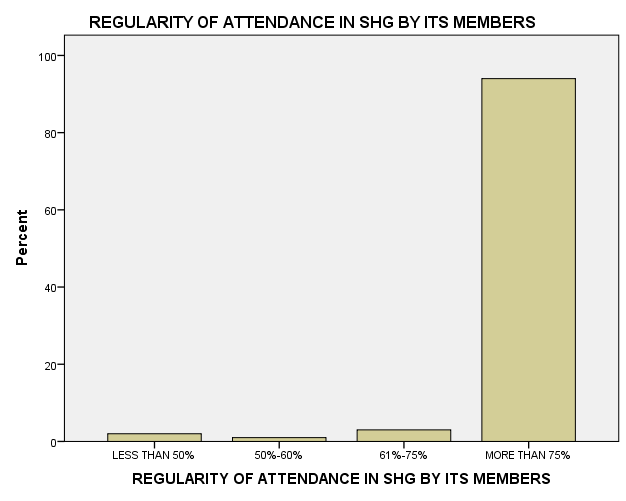 REGULARITY OF ATTENDANCE IN SHG BY ITS MEMBERS
100
80
60
40
20
0
Percent
LESS THAN 50% 50%-60% 61%-75% MORE THAN 75%
REGULARITY OF ATTENDANCE IN SHG BY ITS MEMBERS